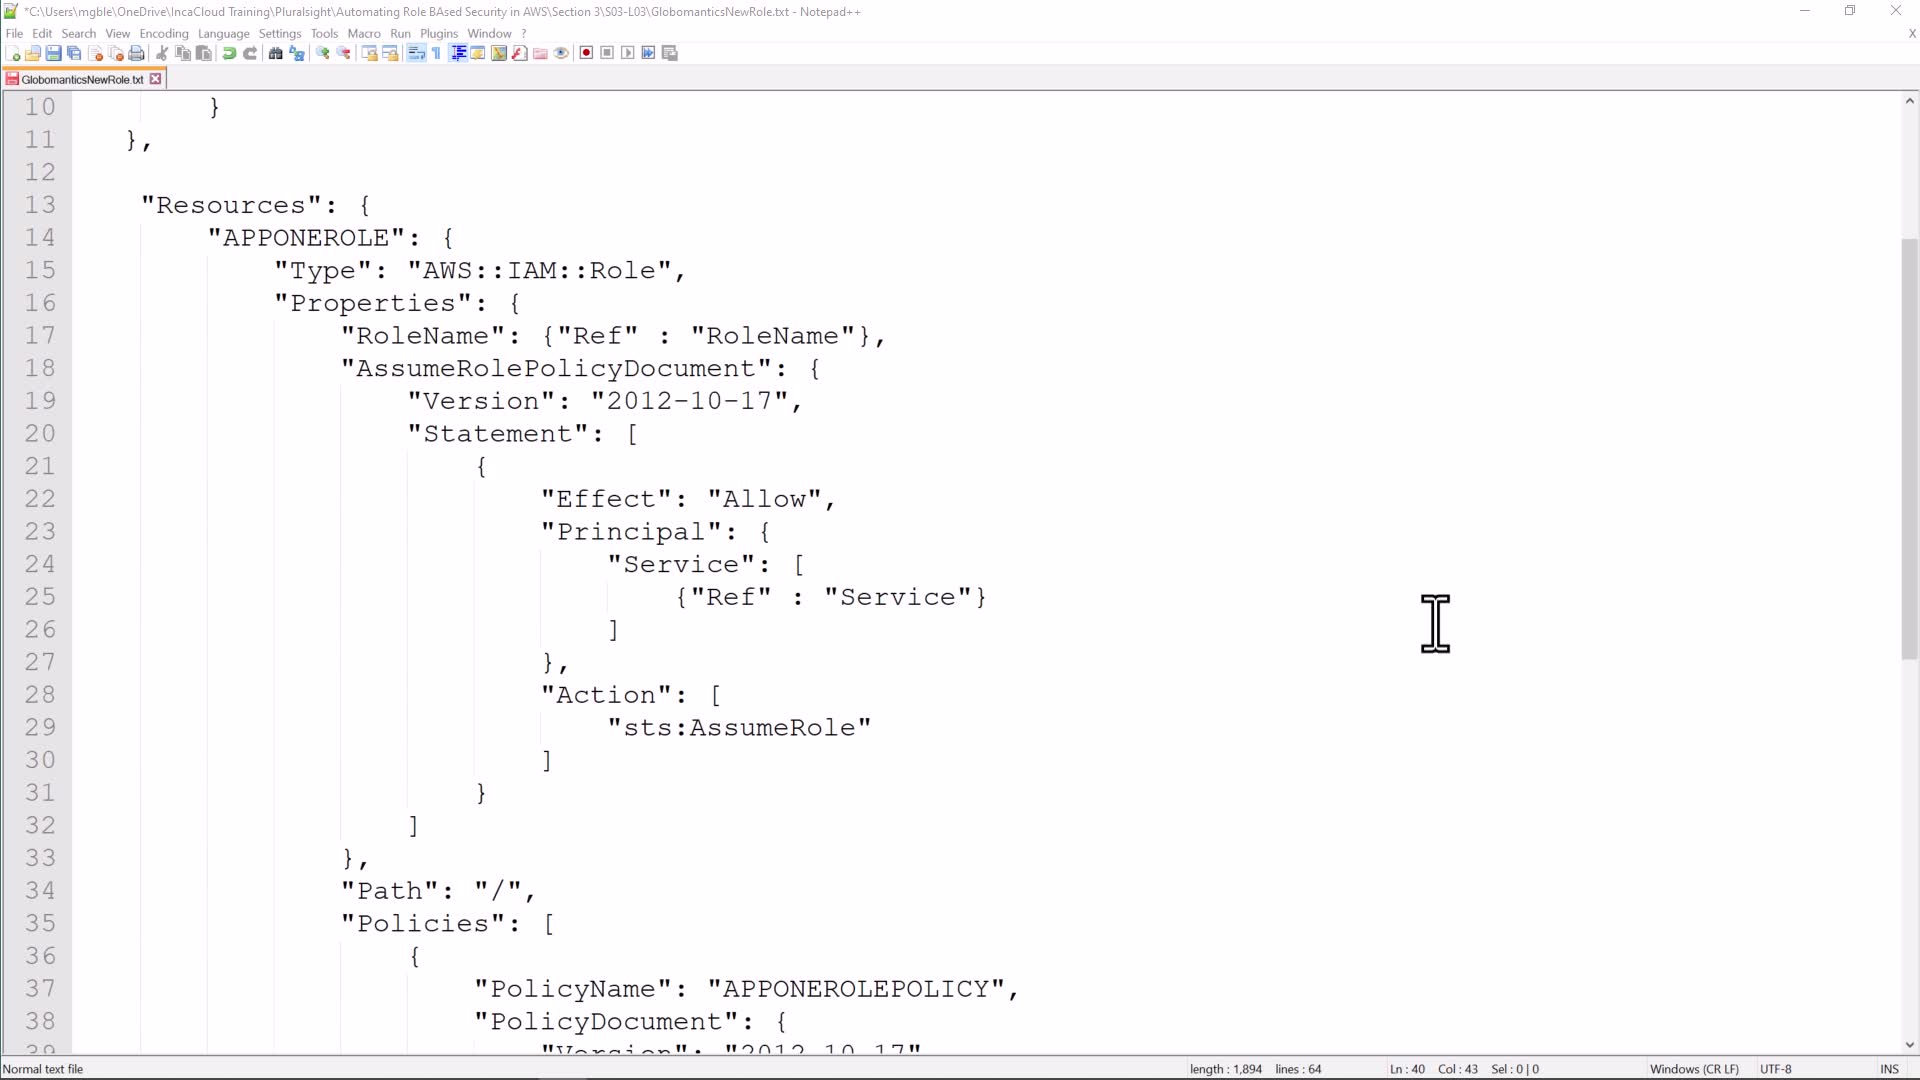 *C:\Users\mgble\OneDrive\IncaCloud Training\Pluralsight\Automating Role BAsed Security in AWS\Section 3\S03-L03\GlobomanticsNewRole.txt - Notepad++
File Edit Search View Encoding Language Settings Tools Macro Run Plugins Window ? X
GlobomanticsNewRole.txt
10 }
11 },
12
13 "Resources": {
14 "APPONEROLE": {
15 "Type": "AWS::IAM::Role",
16 "Properties": {
17 "RoleName": {"Ref" : "RoleName"},
18 "AssumeRolePolicyDocument": {
19 "Version": "2012-10-17",
20 "Statement": [
21 {
22 "Effect": "Allow",
23 "Principal": {
24 "Service": [
25 {"Ref" : "Service"}
26 ]
27 },
28 "Action": [
29 "sts:AssumeRole"
30 ]
31 }
32 ]
33 },
34 "Path": "/",
35 "Policies": [
36 {
37 "PolicyName": "APPONEROLEPOLICY",
38 "PolicyDocument": {
39 "Version": "2012-10-17"
Normal text file length : 1,894 lines : 64 Ln : 40 Col : 43 Sel : 0 | 0 Windows (CR LF) UTF-8 INS